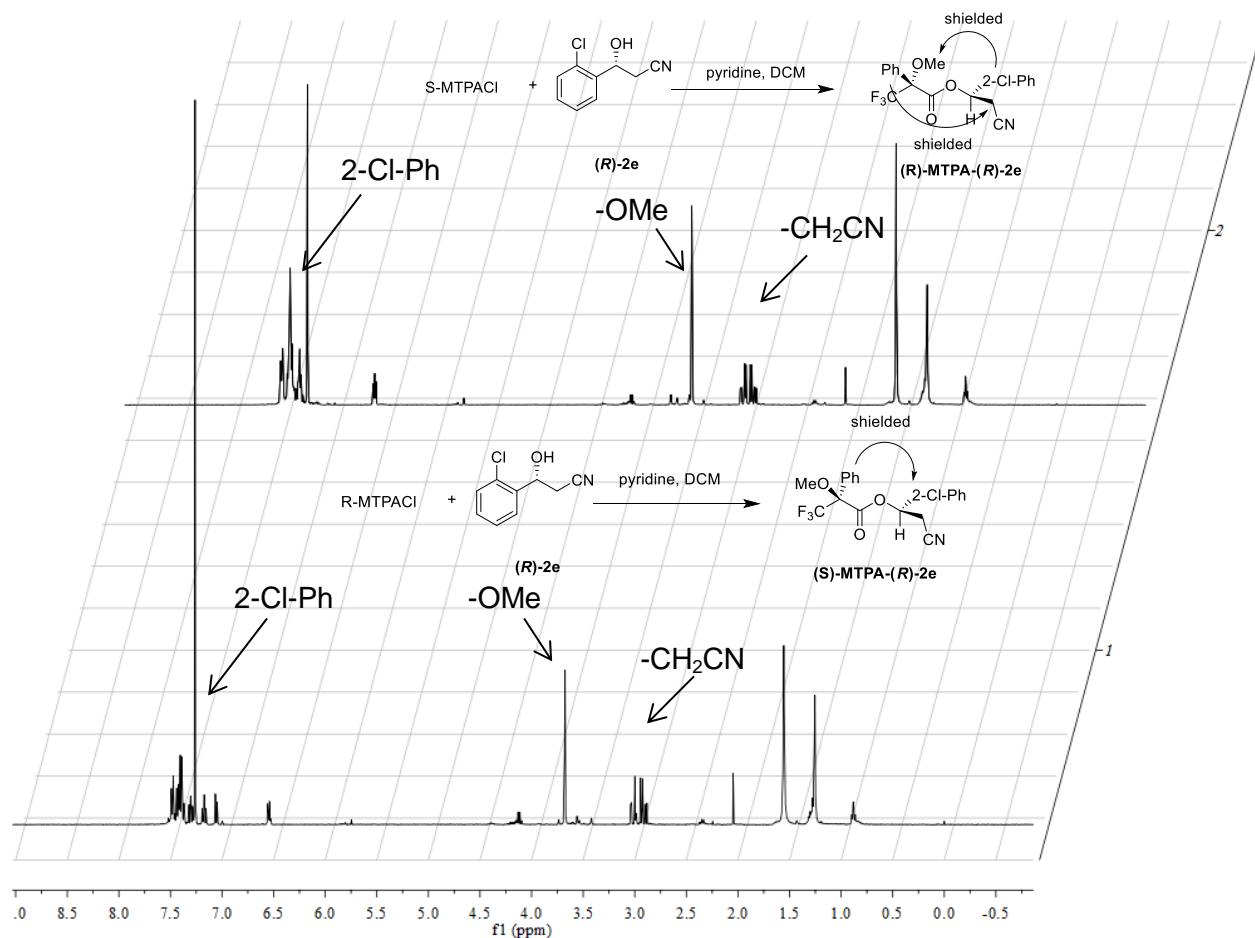 shielded
Cl
OH
CN
S-MTPACl
+
pyridine, DCM
Ph
OMe
F3C
O
O
H
2-Cl-Ph
CN
shielded
(R)-2e
(R)-MTPA-(R)-2e
2-Cl-Ph
-OMe
-CH2CN
2
shielded
Cl
OH
CN
R-MTPACl
+
pyridine, DCM
MeO
Ph
F3C
O
O
H
2-Cl-Ph
CN
(R)-2e
(S)-MTPA-(R)-2e
2-Cl-Ph
-OMe
-CH2CN
1
.0 8.5 8.0 7.5 7.0 6.5 6.0 5.5 5.0 4.5 4.0 3.5 3.0 2.5 2.0 1.5 1.0 0.5 0.0 -0.5
f1 (ppm)